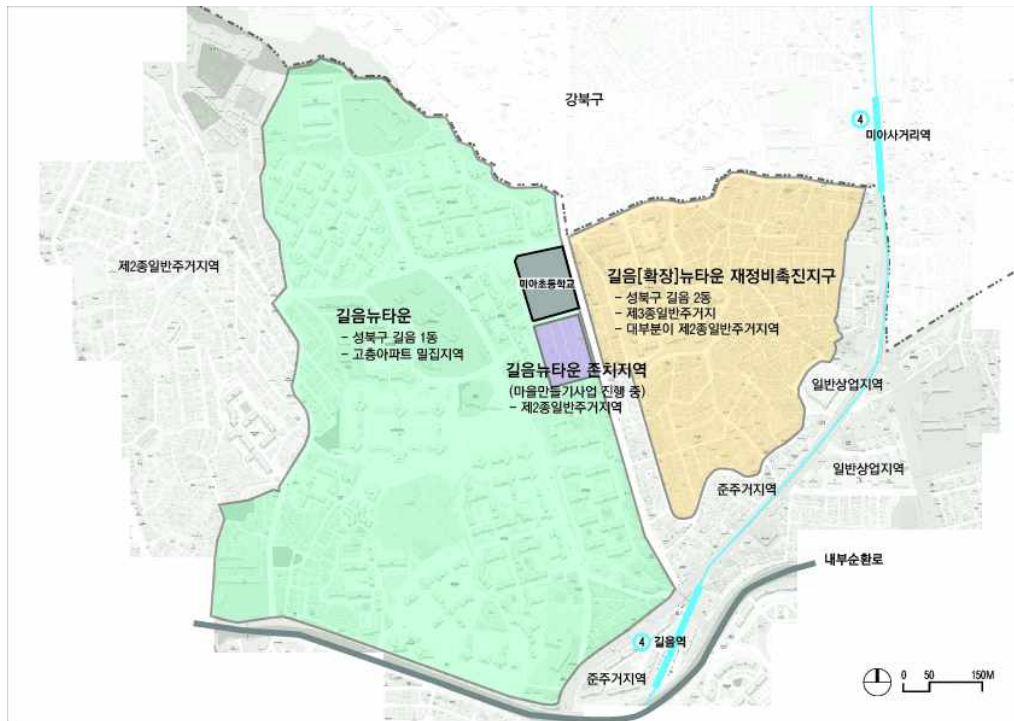 강북구
4
미아사거리역
제2종일반주거지역
미아초등학교
길음[확장]뉴타운 재정비촉진지구
- 성북구 길음 2동
- 제3종일반주거지
- 대부분이 제2종일반주거지역
길음뉴타운
- 성북구 길음 1동
- 고층아파트 밀집지역
길음뉴타운 존치지역
(마을만들기사업 진행 중)
- 제2종일반주거지역
일반상업지역
일반상업지역
준주거지역
내부순환로
4 길음역
준주거지역
0 50 150M